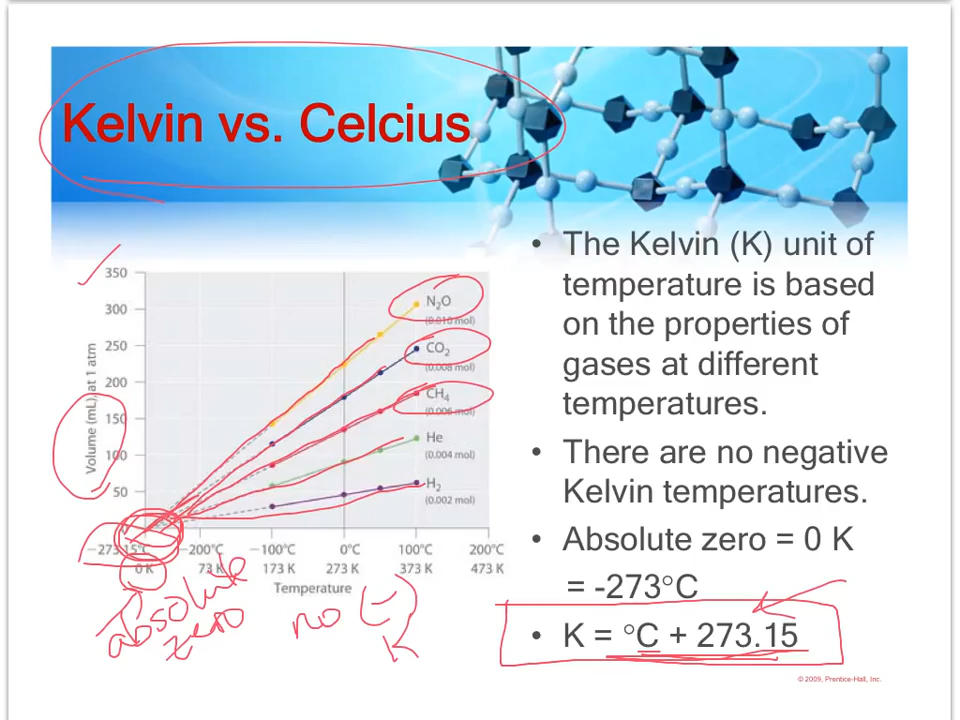 Kelvin vs. Celcius
• The Kelvin (K) unit of
temperature is based
on the properties of
gases at different
temperatures.
• There are no negative
Kelvin temperatures.
• Absolute zero = 0 K
= -273°C
• K = °C + 273.15
350
300
250
200
150
100
50
Volume (mL), at 1 atm
N₂O
(0.010 mol)
CO₂
(0.008 mol)
CH₄
(0.006 mol)
He
(0.004 mol)
H₂
(0.002 mol)
−273.15°C −200°C −100°C 0°C 100°C 200°C
0 K 73 K 173 K 273 K 373 K 473 K
Temperature
absolute
zero
no (-)
K
© 2009, Prentice-Hall, Inc.